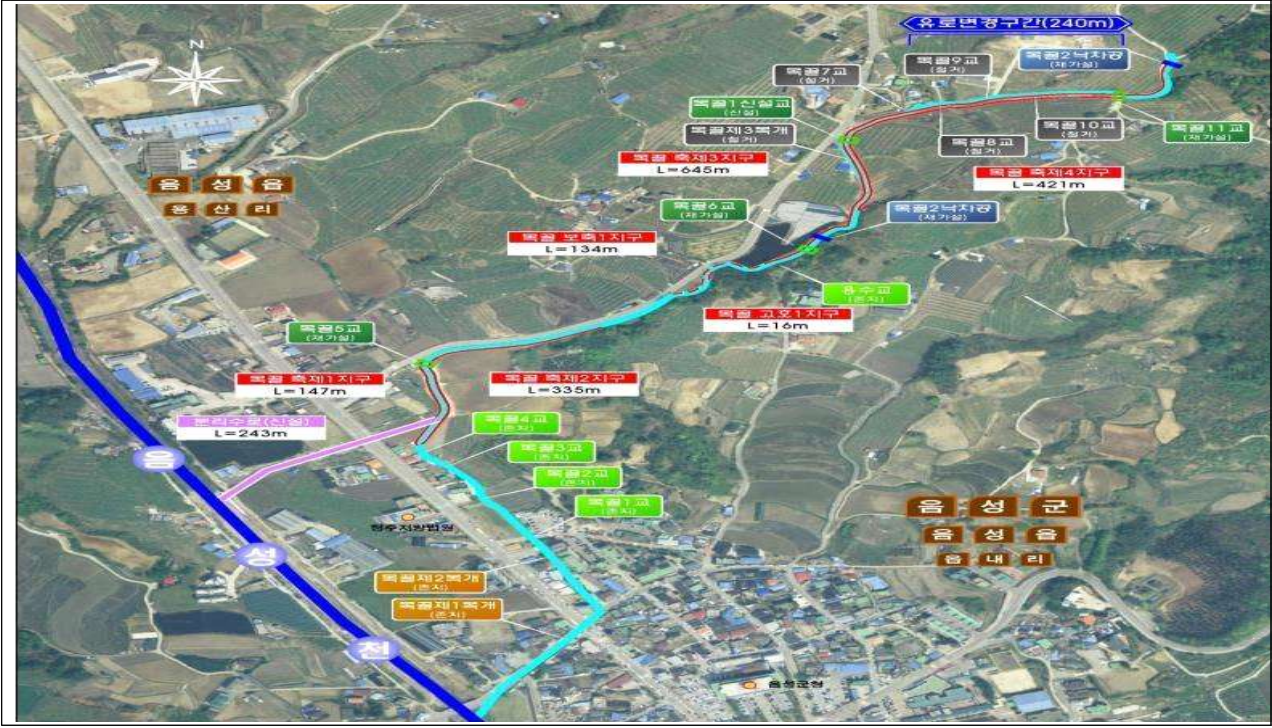 유로변경구간(240m)
N
목골7교
(철거)
목골9교
(철거)
목골2낙차공
(재가설)
목골1신설교
(신설)
목골제3복개
(철거)
목골8교
(철거)
목골10교
(철거)
목골11교
(재가설)
목골 축제3지구
L=645m
목골 축제4지구
L=421m
음 성 읍
용 산 리
목골6교
(재가설)
목골2낙차공
(재가설)
목골 보축1지구
L=134m
용수교
(존치)
목골 고호1지구
L=16m
목골5교
(재가설)
목골 축제1지구
L=147m
목골 축제2지구
L=335m
분리수로(신설)
L=243m
목골4교
(존치)
목골3교
(존치)
목골2교
(존치)
목골1교
(존치)
음
성
천
청주지방법원
음 성 군
음 성 읍
읍 내 리
목골제2복개
(존치)
목골제1복개
(존치)
음성군청